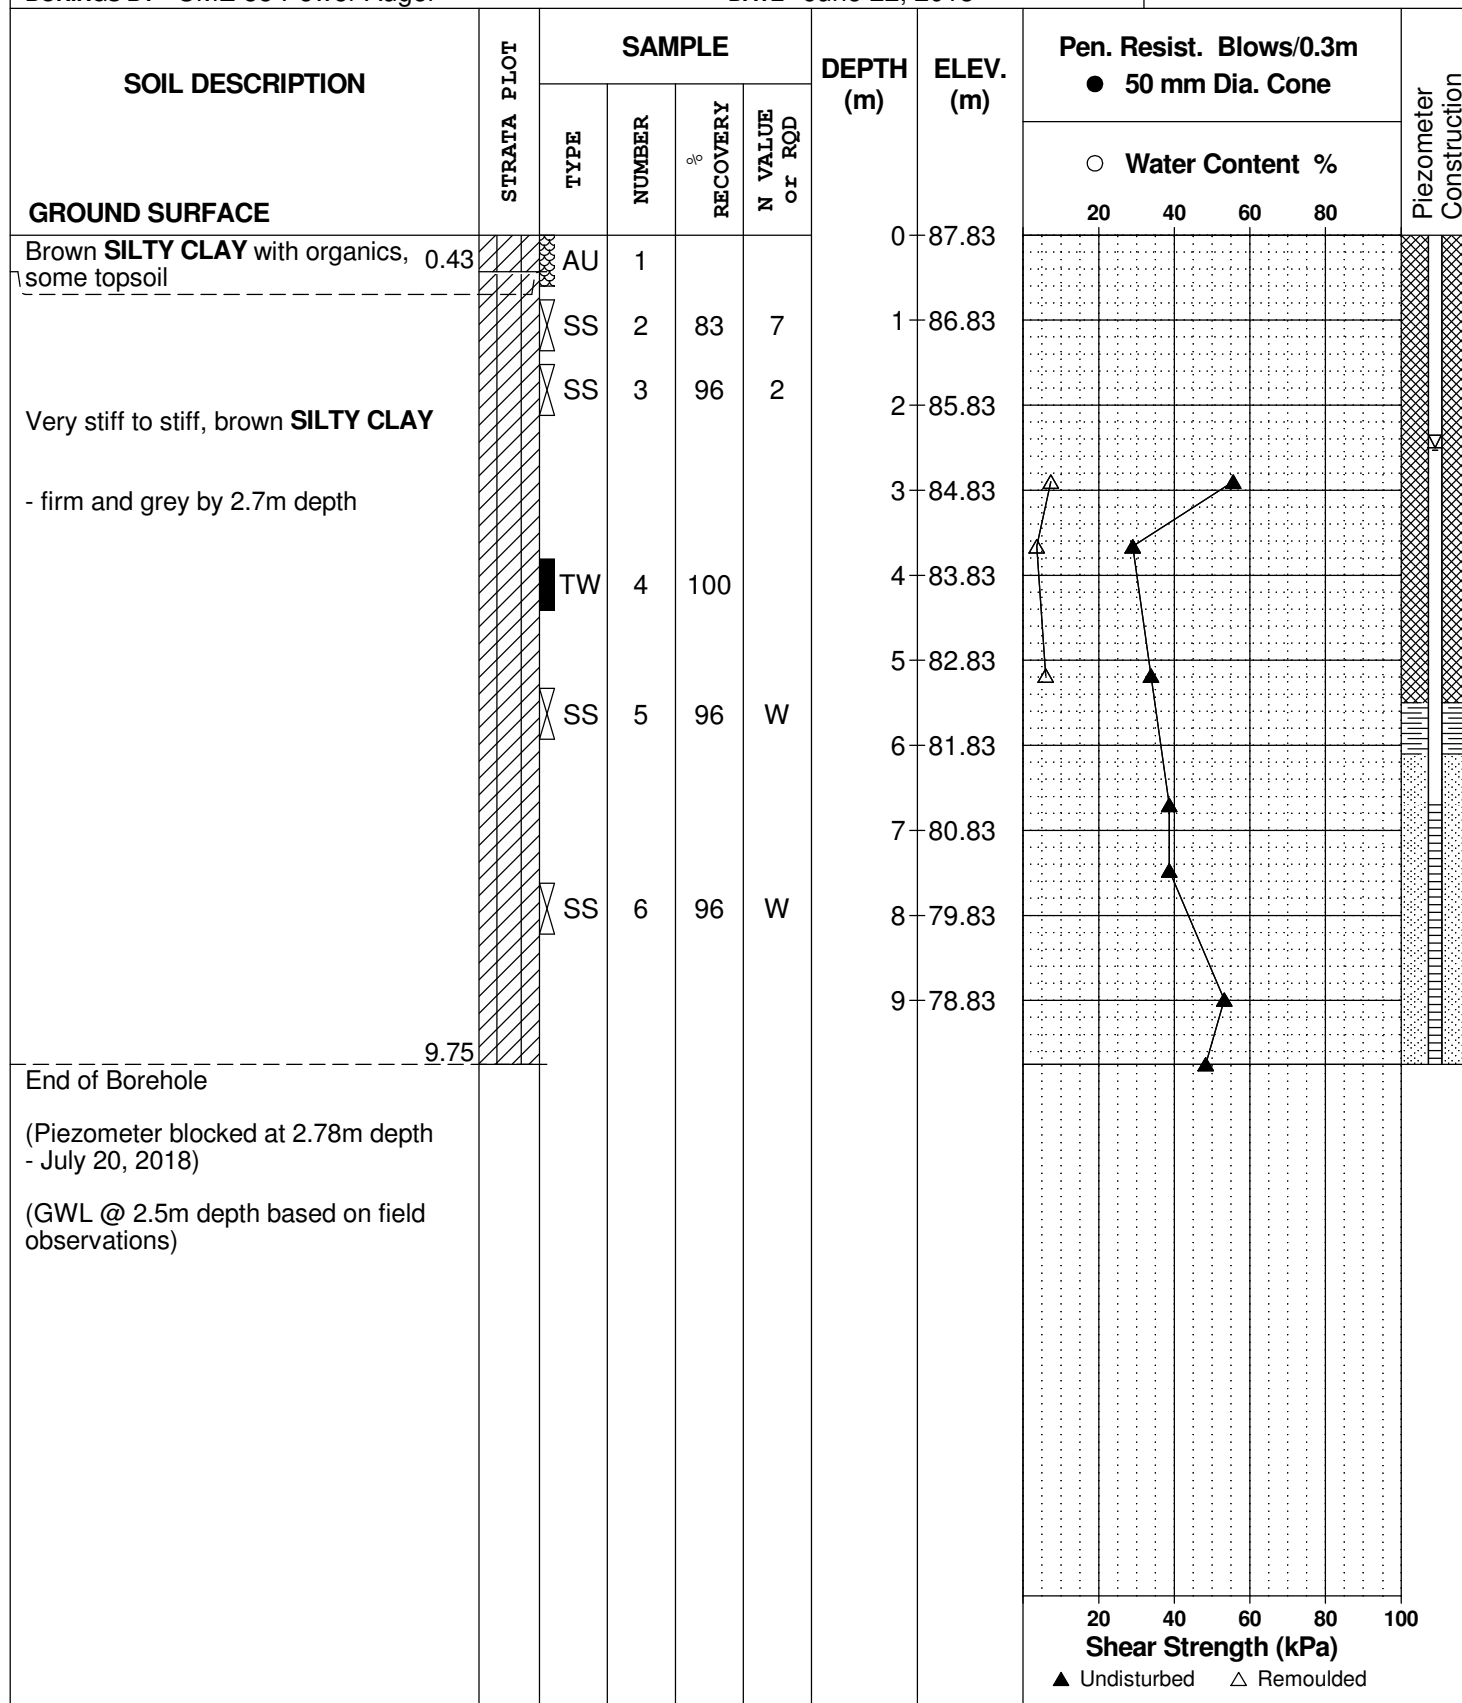 SOIL DESCRIPTION
GROUND SURFACE
STRATA PLOT
SAMPLE
TYPE
NUMBER
%
RECOVERY
N VALUE
or RQD
DEPTH
(m)
ELEV.
(m)
Pen. Resist. Blows/0.3m
● 50 mm Dia. Cone
○ Water Content %
20 40 60 80
Piezometer
Construction
Brown SILTY CLAY with organics, 0.43
some topsoil
AU 1
SS 2 83 7
SS 3 96 2
Very stiff to stiff, brown SILTY CLAY
- firm and grey by 2.7m depth
TW 4 100
SS 5 96 W
SS 6 96 W
0 87.83
1 86.83
2 85.83
3 84.83
4 83.83
5 82.83
6 81.83
7 80.83
8 79.83
9 78.83
9.75
End of Borehole
(Piezometer blocked at 2.78m depth
- July 20, 2018)
(GWL @ 2.5m depth based on field
observations)
20 40 60 80 100
Shear Strength (kPa)
▲ Undisturbed △ Remoulded